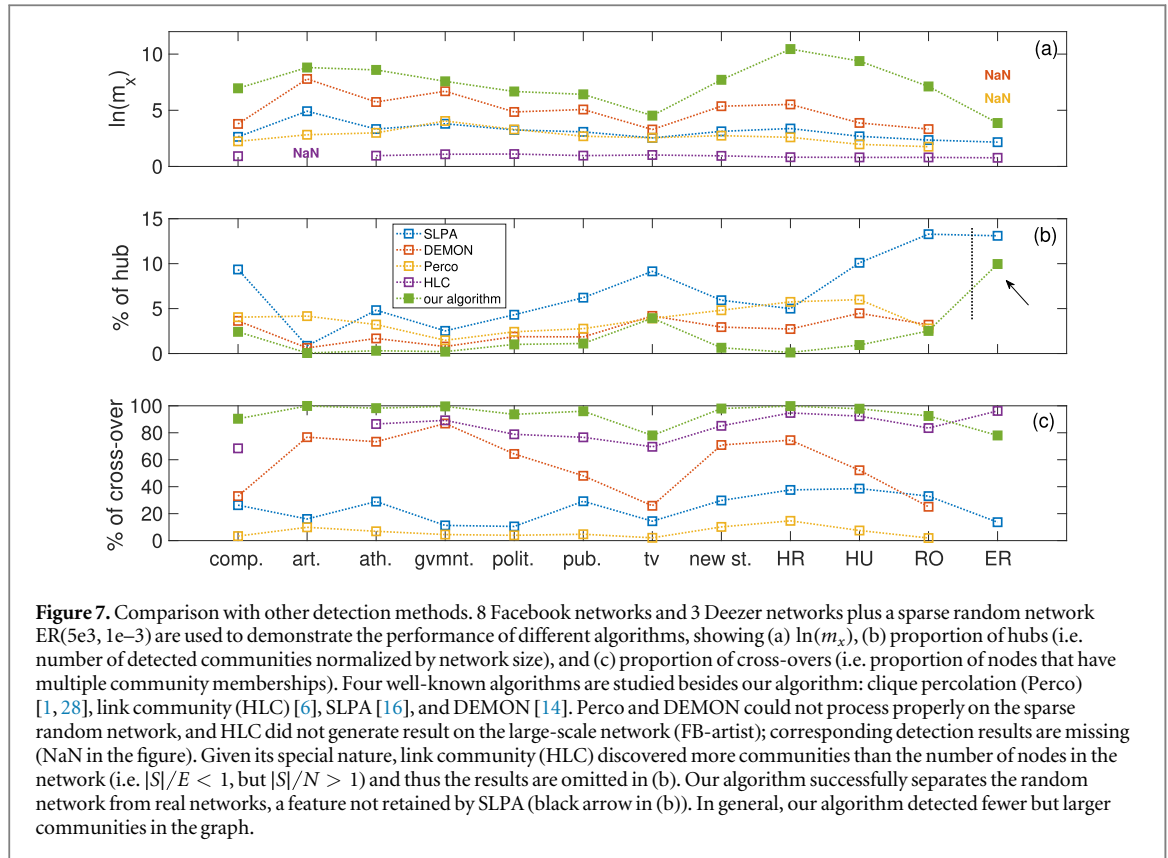 (a)
10
5
0
ln(m_x)
NaN
NaN
NaN
(b)
15
10
5
0
% of hub
SLPA
DEMON
Perco
HLC
our algorithm
(c)
100
80
60
40
20
0
% of cross-over
comp. art. ath. gvmnt. polit. pub. tv new st. HR HU RO ER
Figure 7. Comparison with other detection methods. 8 Facebook networks and 3 Deezer networks plus a sparse random network
ER(5e3, 1e–3) are used to demonstrate the performance of different algorithms, showing (a) ln(m_x), (b) proportion of hubs (i.e.
number of detected communities normalized by network size), and (c) proportion of cross-overs (i.e. proportion of nodes that have
multiple community memberships). Four well-known algorithms are studied besides our algorithm: clique percolation (Perco)
[1, 28], link community (HLC) [6], SLPA [16], and DEMON [14]. Perco and DEMON could not process properly on the sparse
random network, and HLC did not generate result on the large-scale network (FB-artist); corresponding detection results are missing
(NaN in the figure). Given its special nature, link community (HLC) discovered more communities than the number of nodes in the
network (i.e. |S|/E < 1, but |S|/N > 1) and thus the results are omitted in (b). Our algorithm successfully separates the random
network from real networks, a feature not retained by SLPA (black arrow in (b)). In general, our algorithm detected fewer but larger
communities in the graph.